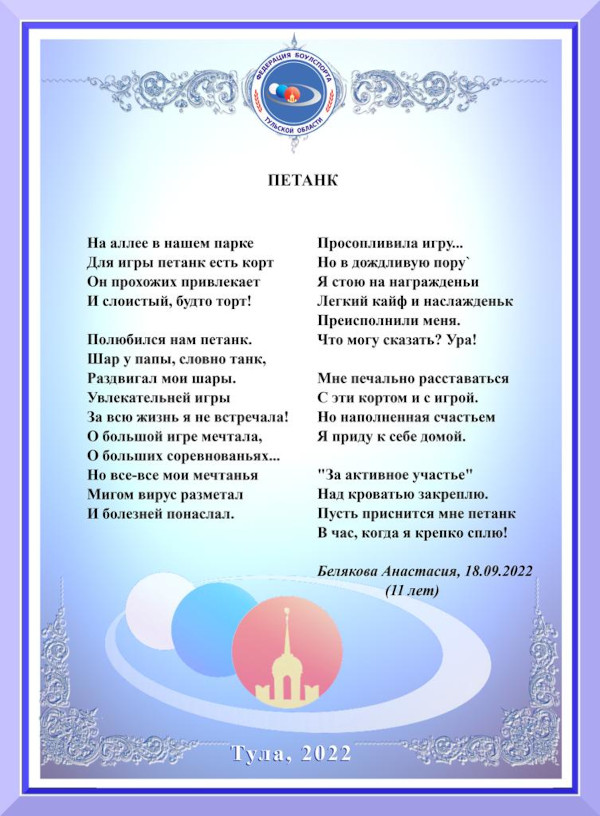 ФЕДЕРАЦИЯ БОУЛСПОРТА
ТУЛЬСКОЙ ОБЛАСТИ
ПЕТАНК
На аллее в нашем парке
Для игры петанк есть корт
Он прохожих привлекает
И слоистый, будто торт!
Полюбился нам петанк.
Шар у папы, словно танк,
Раздвигал мои шары.
Увлекательней игры
За всю жизнь я не встречала!
О большой игре мечтала,
О больших соревнованьях...
Но все-все мои мечтанья
Мигом вирус разметал
И болезней понаслал.
Просопливила игру...
Но в дождливую пору`
Я стою на награжденьи
Легкий кайф и наслажденьк
Преисполнили меня.
Что могу сказать? Ура!
Мне печально расставаться
С эти кортом и с игрой.
Но наполненная счастьем
Я приду к себе домой.
"За активное участье"
Над кроватью закреплю.
Пусть приснится мне петанк
В час, когда я крепко сплю!
Белякова Анастасия, 18.09.2022
(11 лет)
Тула, 2022